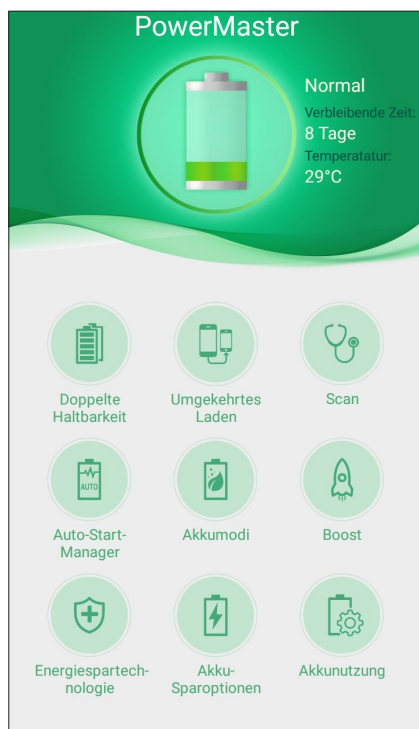 PowerMaster
Normal
Verbleibende Zeit:
8 Tage
Temperatatur:
29°C
Doppelte
Haltbarkeit
Umgekehrtes
Laden
Scan
AUTO
Auto-Start-
Manager
Akkumodi
Boost
Energiespartech-
nologie
Akku-
Sparoptionen
Akkunutzung